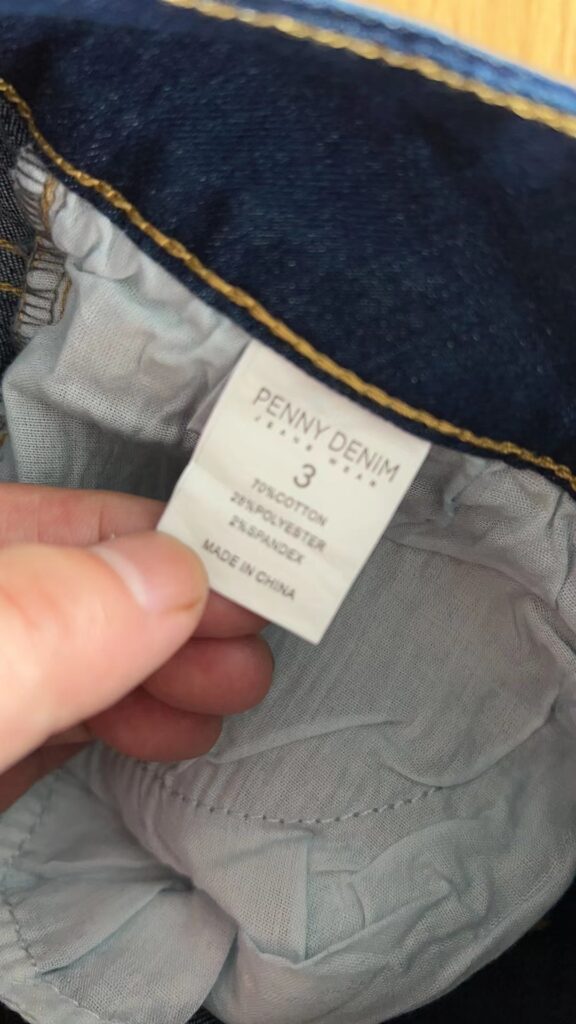 PENNY DENIM
JEANS WEAR
3
70%COTTON
28%POLYESTER
2%SPANDEX
MADE IN CHINA